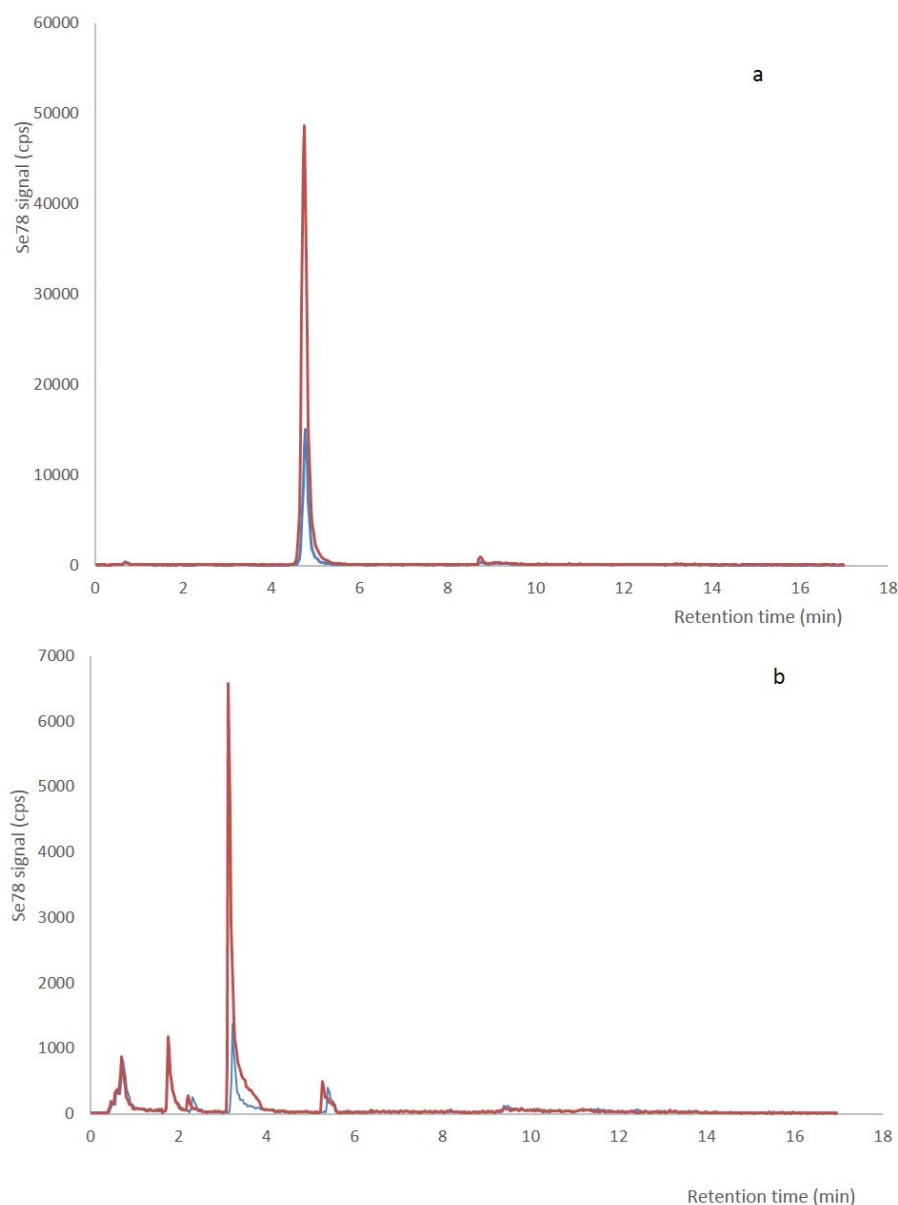 60000
a
50000
Se78 signal (cps)
40000
30000
20000
10000
0
0 2 4 6 8 10 12 14 16 18
Retention time (min)
7000
b
6000
5000
Se78 signal (cps)
4000
3000
2000
1000
0
0 2 4 6 8 10 12 14 16 18
Retention time (min)